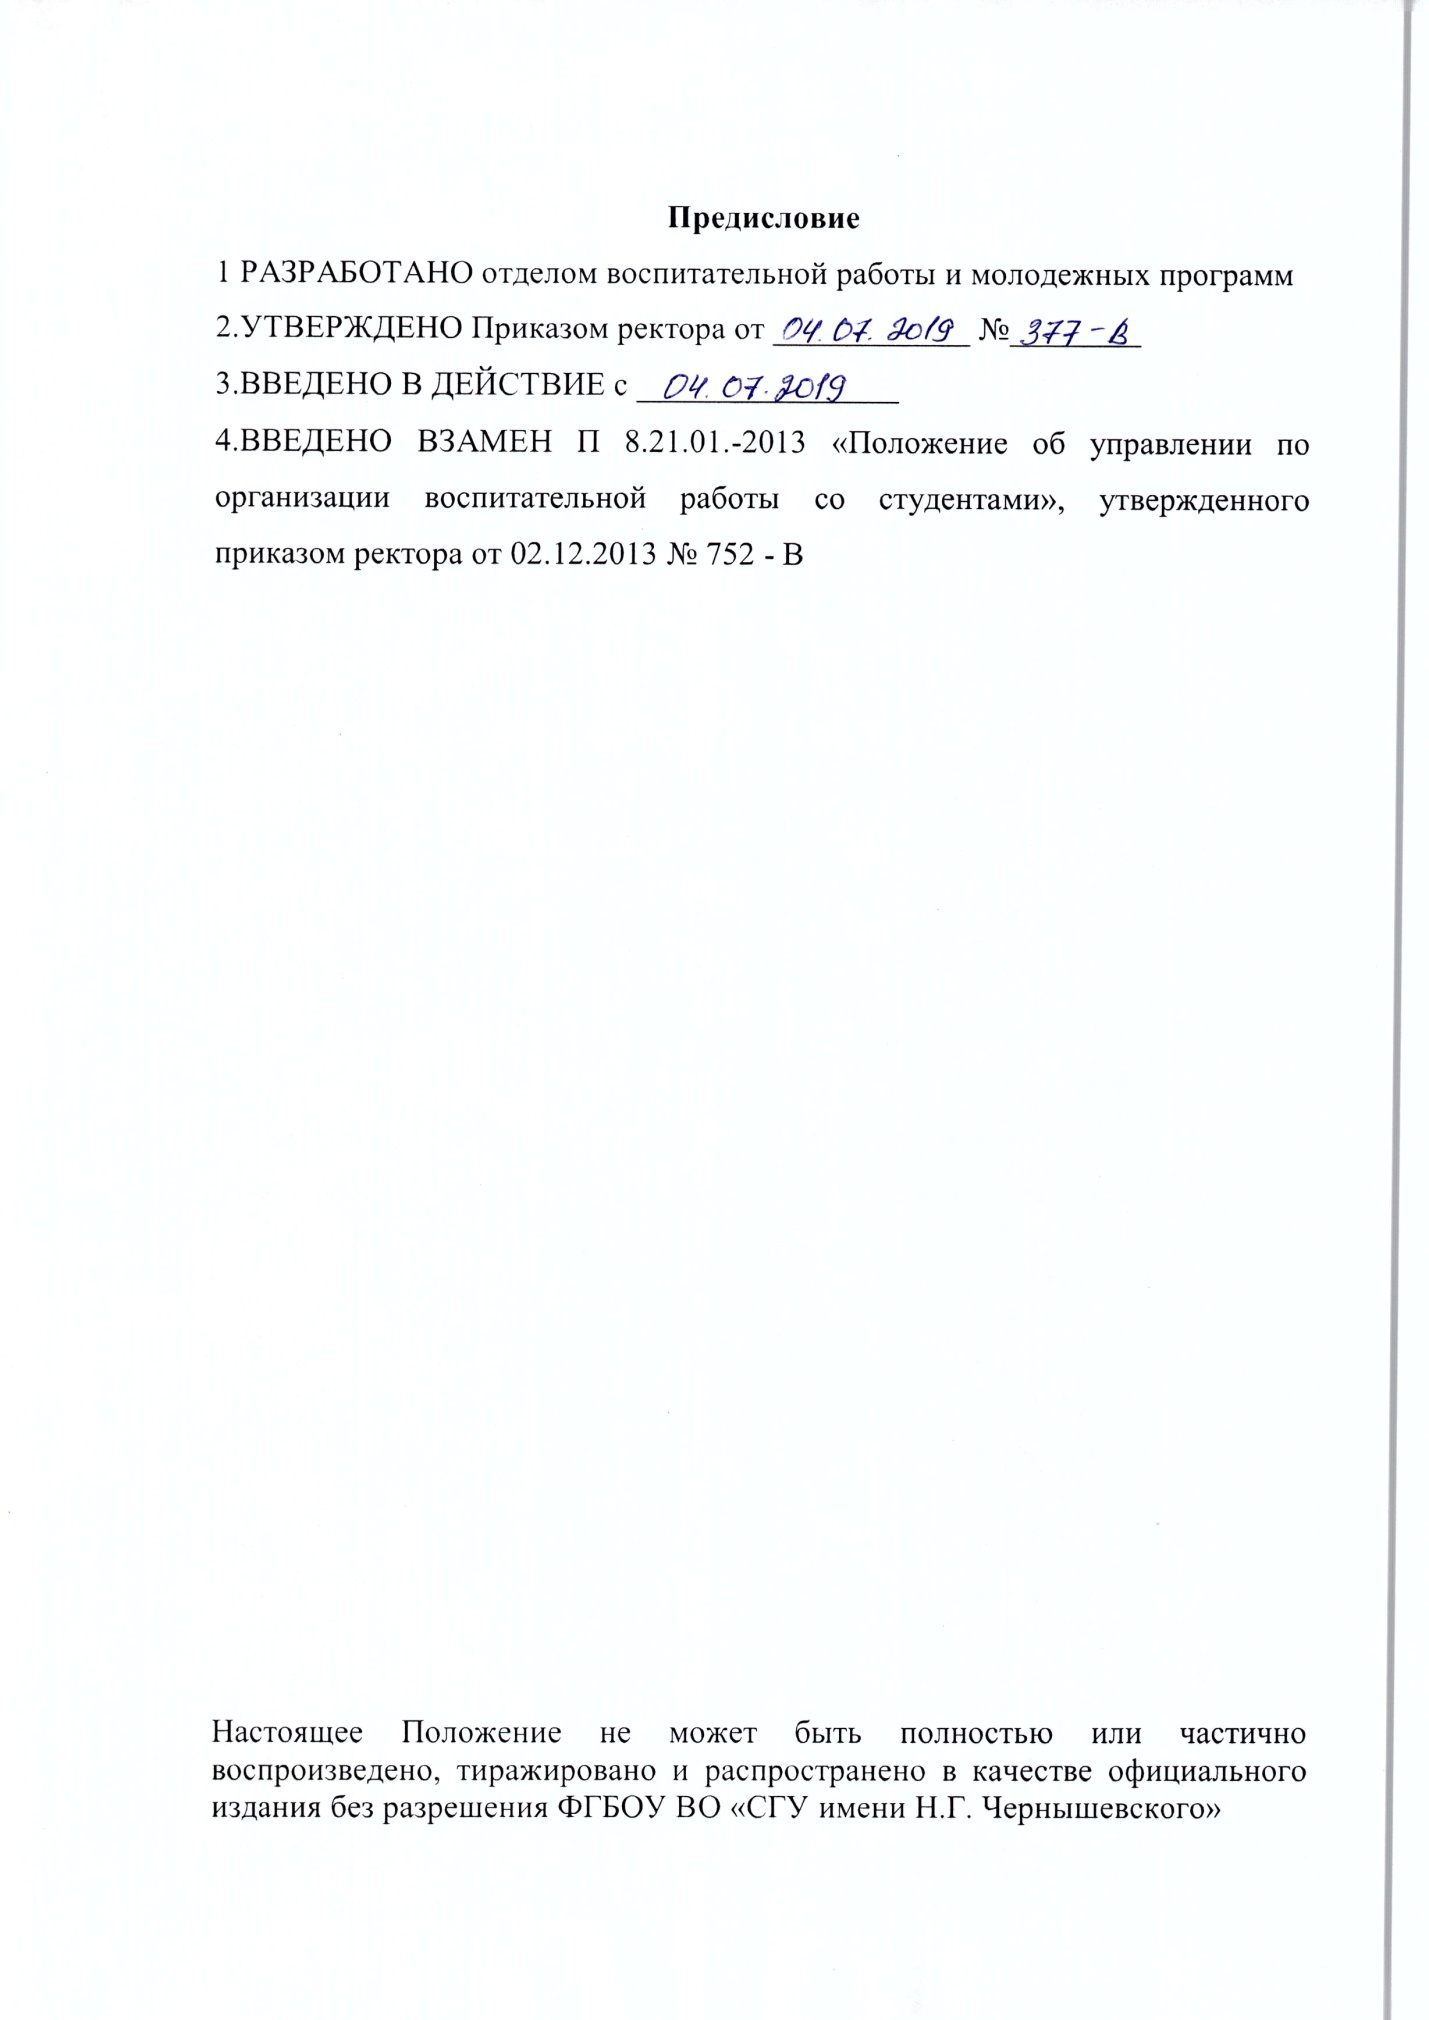 Предисловие
1 РАЗРАБОТАНО отделом воспитательной работы и молодежных программ
2.УТВЕРЖДЕНО Приказом ректора от 04.07.2019 № 377-В
3.ВВЕДЕНО В ДЕЙСТВИЕ с 04.07.2019
4.ВВЕДЕНО ВЗАМЕН П 8.21.01.-2013 «Положение об управлении по
организации воспитательной работы со студентами», утвержденного
приказом ректора от 02.12.2013 № 752 - В
Настоящее Положение не может быть полностью или частично
воспроизведено, тиражировано и распространено в качестве официального
издания без разрешения ФГБОУ ВО «СГУ имени Н.Г. Чернышевского»